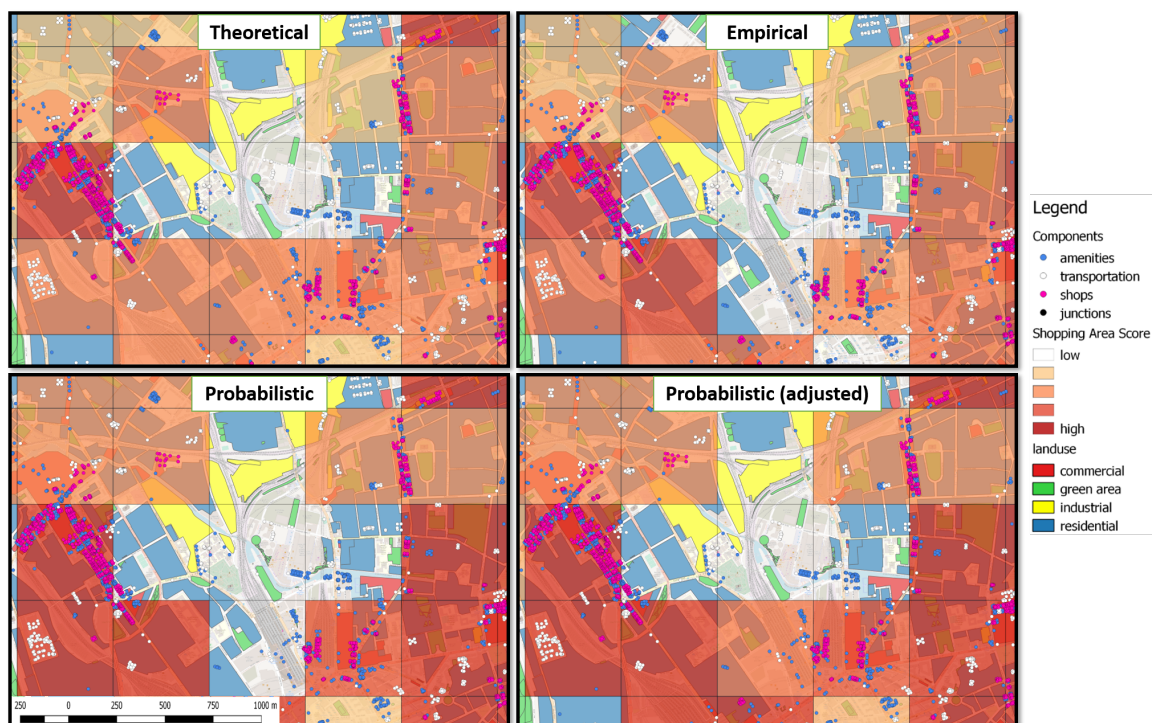 Theoretical
Empirical
Probabilistic
Probabilistic (adjusted)
250 0 250 500 750 1000 m
Legend
Components
amenities
transportation
shops
junctions
Shopping Area Score
low
high
landuse
commercial
green area
industrial
residential